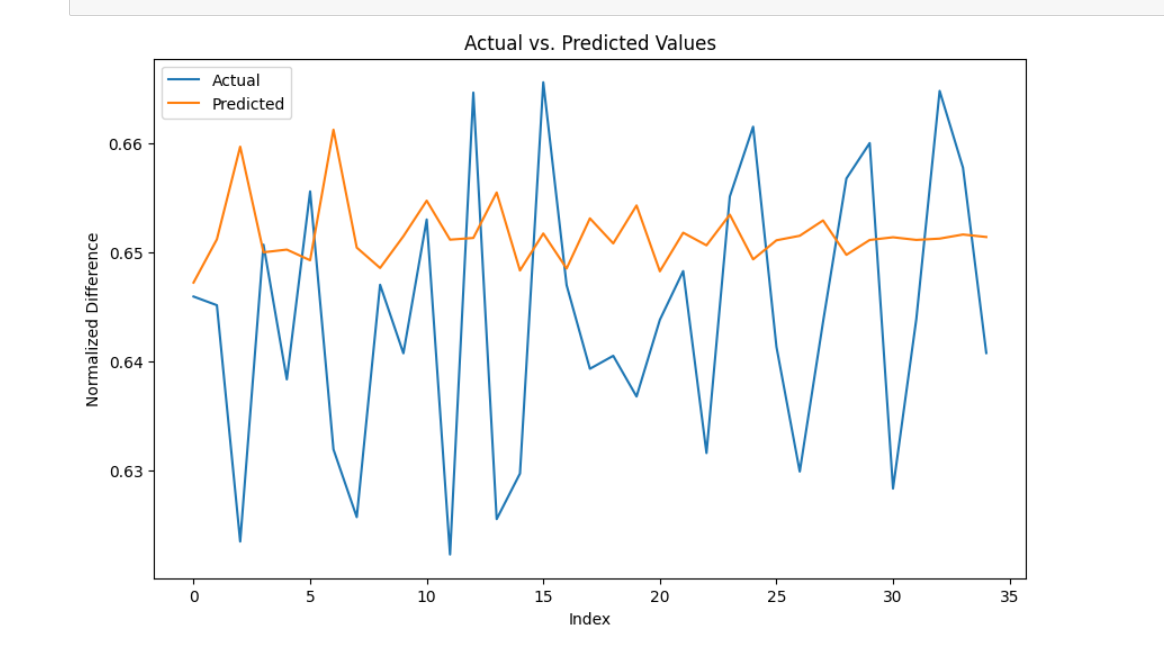 Actual vs. Predicted Values
Actual
Predicted
Normalized Difference
0.66
0.65
0.64
0.63
0 5 10 15 20 25 30 35
Index